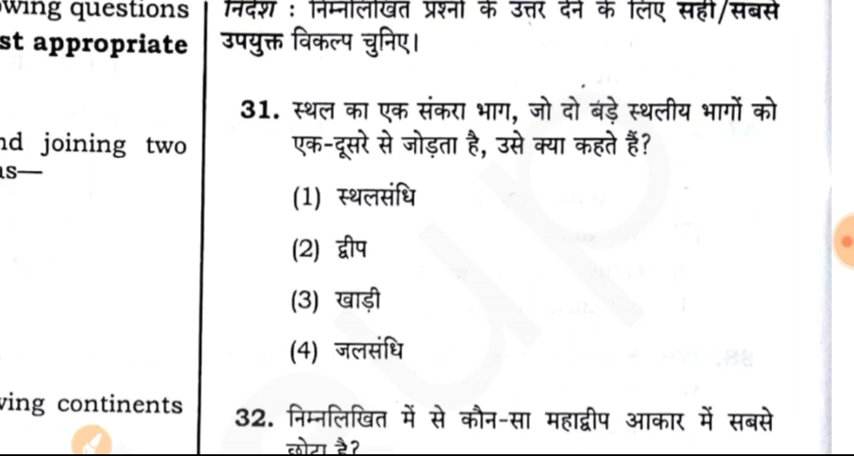 wing questions
st appropriate
nd joining two
as—
ving continents
निर्देश : निम्नलिखित प्रश्नों के उत्तर देने के लिए सही/सबसे
उपयुक्त विकल्प चुनिए।
31. स्थल का एक संकरा भाग, जो दो बड़े स्थलीय भागों को
एक-दूसरे से जोड़ता है, उसे क्या कहते हैं?
(1) स्थलसंधि
(2) द्वीप
(3) खाड़ी
(4) जलसंधि
32. निम्नलिखित में से कौन-सा महाद्वीप आकार में सबसे
छोटा है?